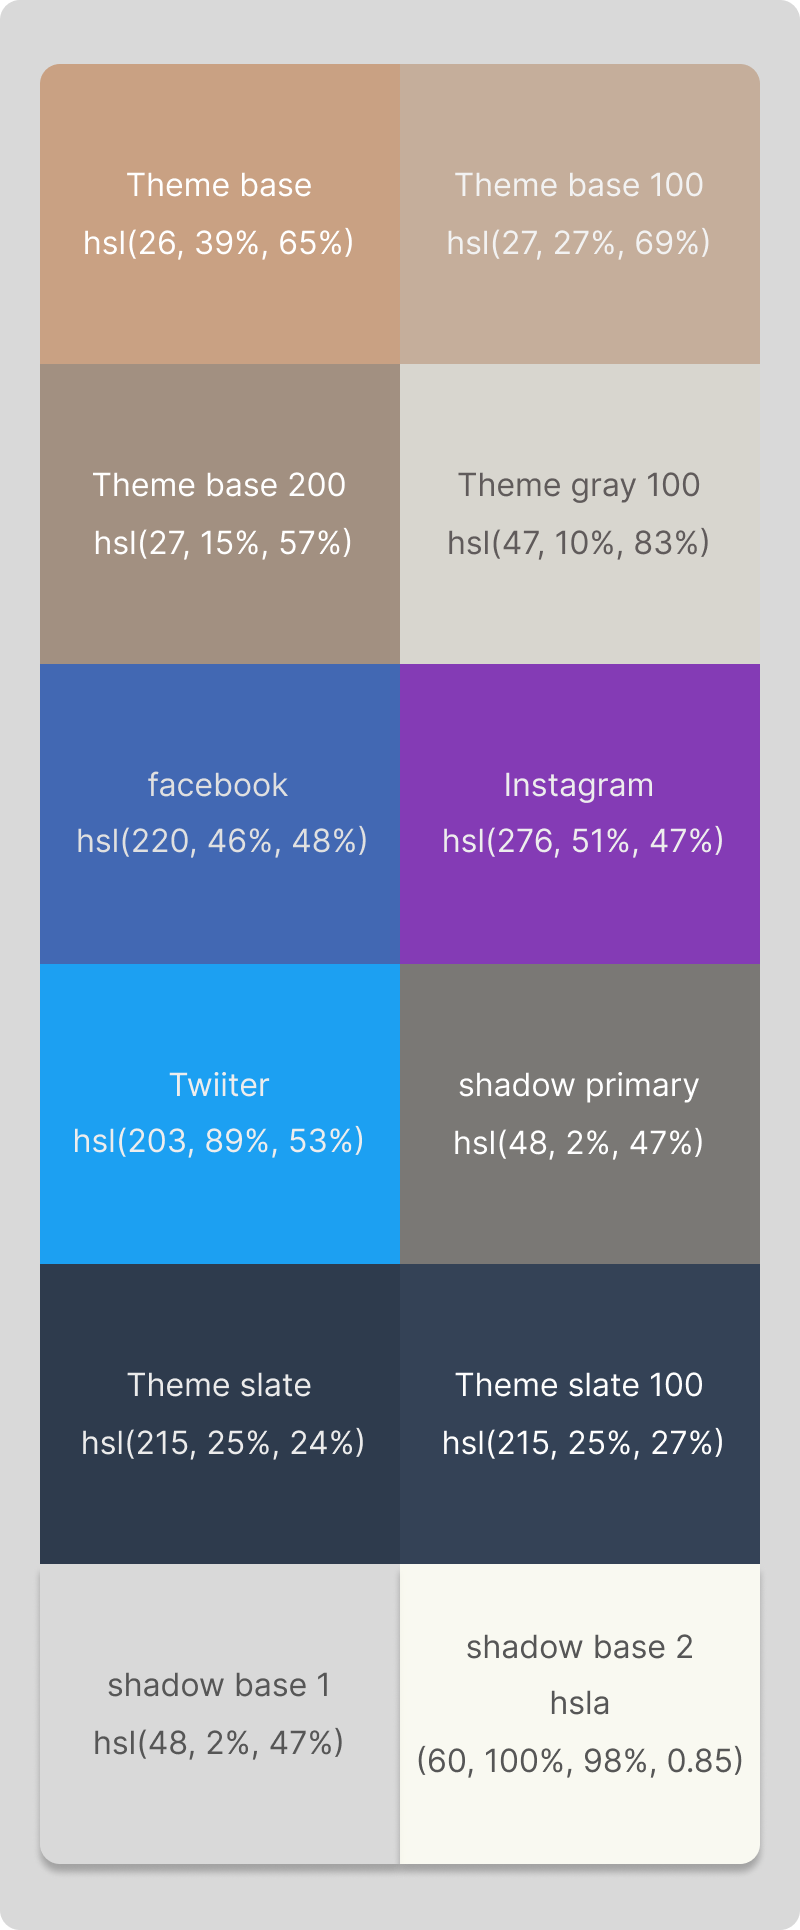 Theme base
hsl(26, 39%, 65%)
Theme base 100
hsl(27, 27%, 69%)
Theme base 200
hsl(27, 15%, 57%)
Theme gray 100
hsl(47, 10%, 83%)
facebook
hsl(220, 46%, 48%)
Instagram
hsl(276, 51%, 47%)
Twiiter
hsl(203, 89%, 53%)
shadow primary
hsl(48, 2%, 47%)
Theme slate
hsl(215, 25%, 24%)
Theme slate 100
hsl(215, 25%, 27%)
shadow base 1
hsl(48, 2%, 47%)
shadow base 2
hsla
(60, 100%, 98%, 0.85)